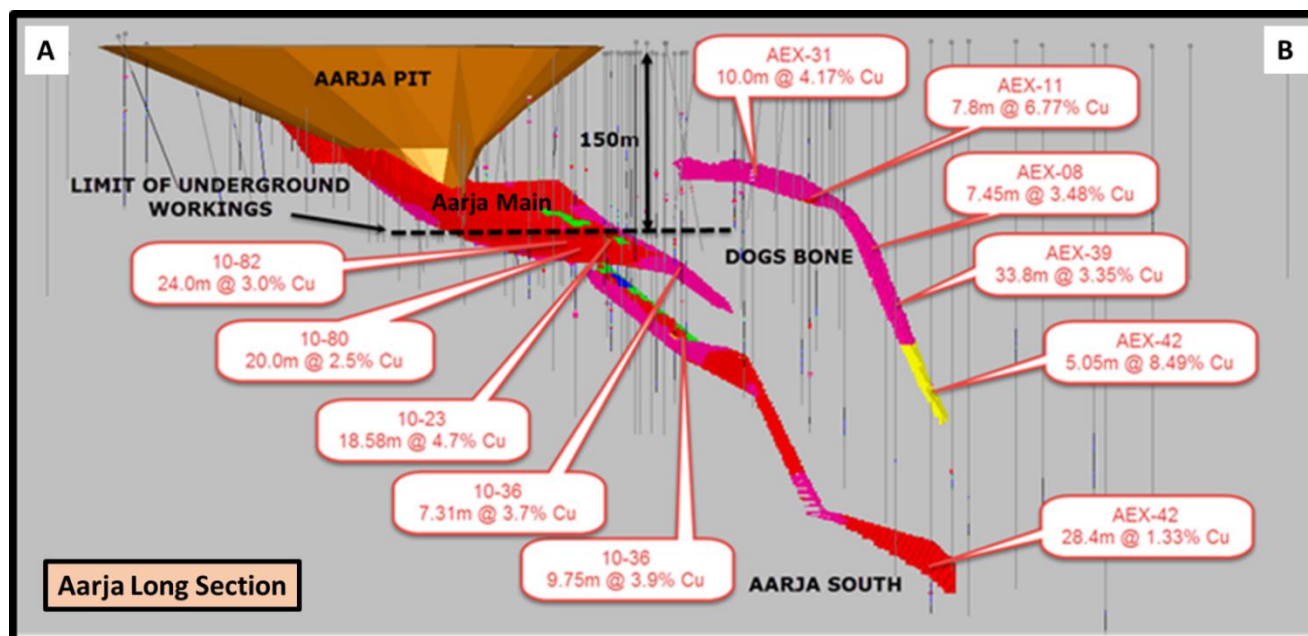 A
B
AARJA PIT
AEX-31
10.0m @ 4.17% Cu
AEX-11
7.8m @ 6.77% Cu
150m
AEX-08
7.45m @ 3.48% Cu
LIMIT OF UNDERGROUND
WORKINGS
Aarja Main
DOGS BONE
AEX-39
33.8m @ 3.35% Cu
10-82
24.0m @ 3.0% Cu
10-80
20.0m @ 2.5% Cu
AEX-42
5.05m @ 8.49% Cu
10-23
18.58m @ 4.7% Cu
10-36
7.31m @ 3.7% Cu
AEX-42
28.4m @ 1.33% Cu
10-36
9.75m @ 3.9% Cu
AARJA SOUTH
Aarja Long Section